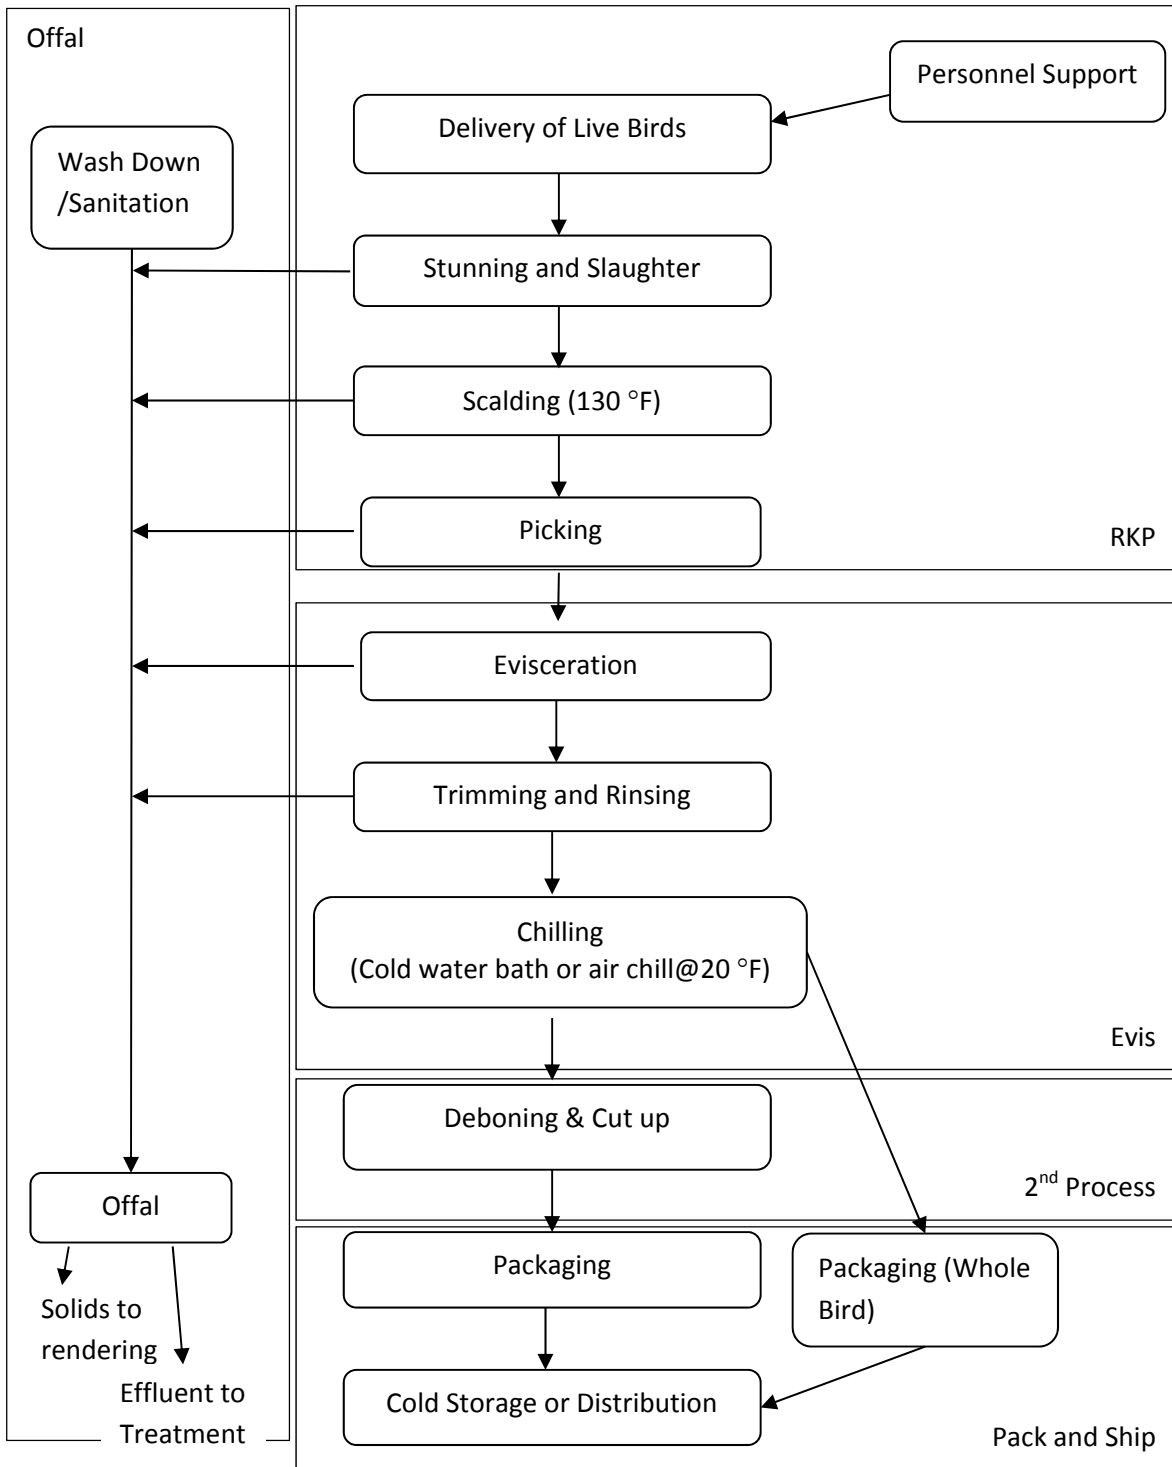 Offal
Wash Down
/Sanitation
Offal
Solids to
rendering
Effluent to
Treatment
Personnel Support
Delivery of Live Birds
Stunning and Slaughter
Scalding (130 °F)
Picking
RKP
Evisceration
Trimming and Rinsing
Chilling
(Cold water bath or air chill@20 °F)
Evis
Deboning & Cut up
2nd Process
Packaging
Packaging (Whole
Bird)
Cold Storage or Distribution
Pack and Ship